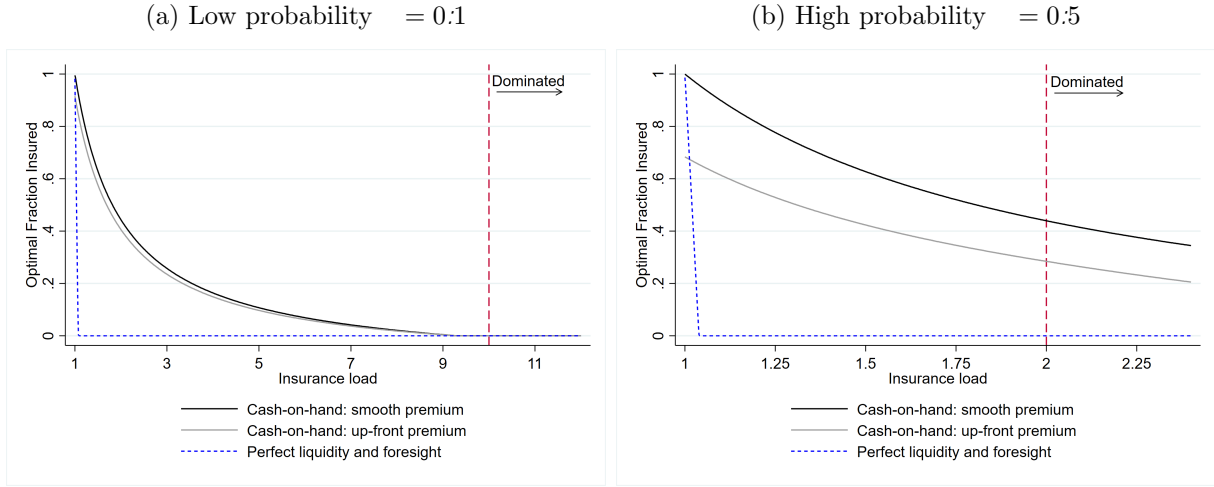 (a) Low probability = 0:1
Dominated
Optimal Fraction Insured
0 .2 .4 .6 .8 1
1 3 5 7 9 11
Insurance load
Cash-on-hand: smooth premium
Cash-on-hand: up-front premium
Perfect liquidity and foresight
(b) High probability = 0:5
Dominated
Optimal Fraction Insured
0 .2 .4 .6 .8 1
1 1.25 1.5 1.75 2 2.25
Insurance load
Cash-on-hand: smooth premium
Cash-on-hand: up-front premium
Perfect liquidity and foresight